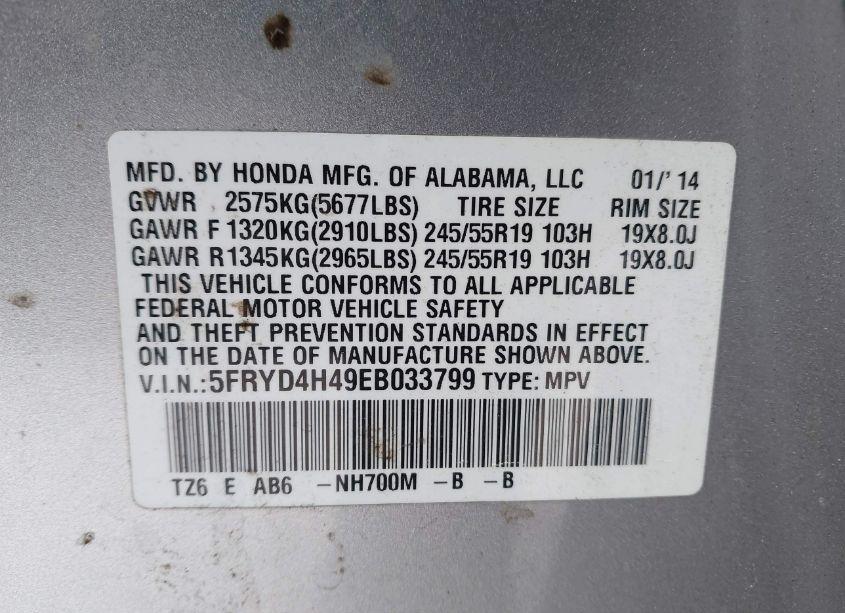 MFD. BY HONDA MFG. OF ALABAMA, LLC 01/' 14
GVWR 2575KG(5677LBS) TIRE SIZE RIM SIZE
GAWR F 1320KG(2910LBS) 245/55R19 103H 19X8.0J
GAWR R 1345KG(2965LBS) 245/55R19 103H 19X8.0J
THIS VEHICLE CONFORMS TO ALL APPLICABLE
FEDERAL MOTOR VEHICLE SAFETY
AND THEFT PREVENTION STANDARDS IN EFFECT
ON THE DATE OF MANUFACTURE SHOWN ABOVE.
V.I.N.:5FRYD4H49EB033799 TYPE: MPV
TZ6 E AB6 -NH700M -B -B